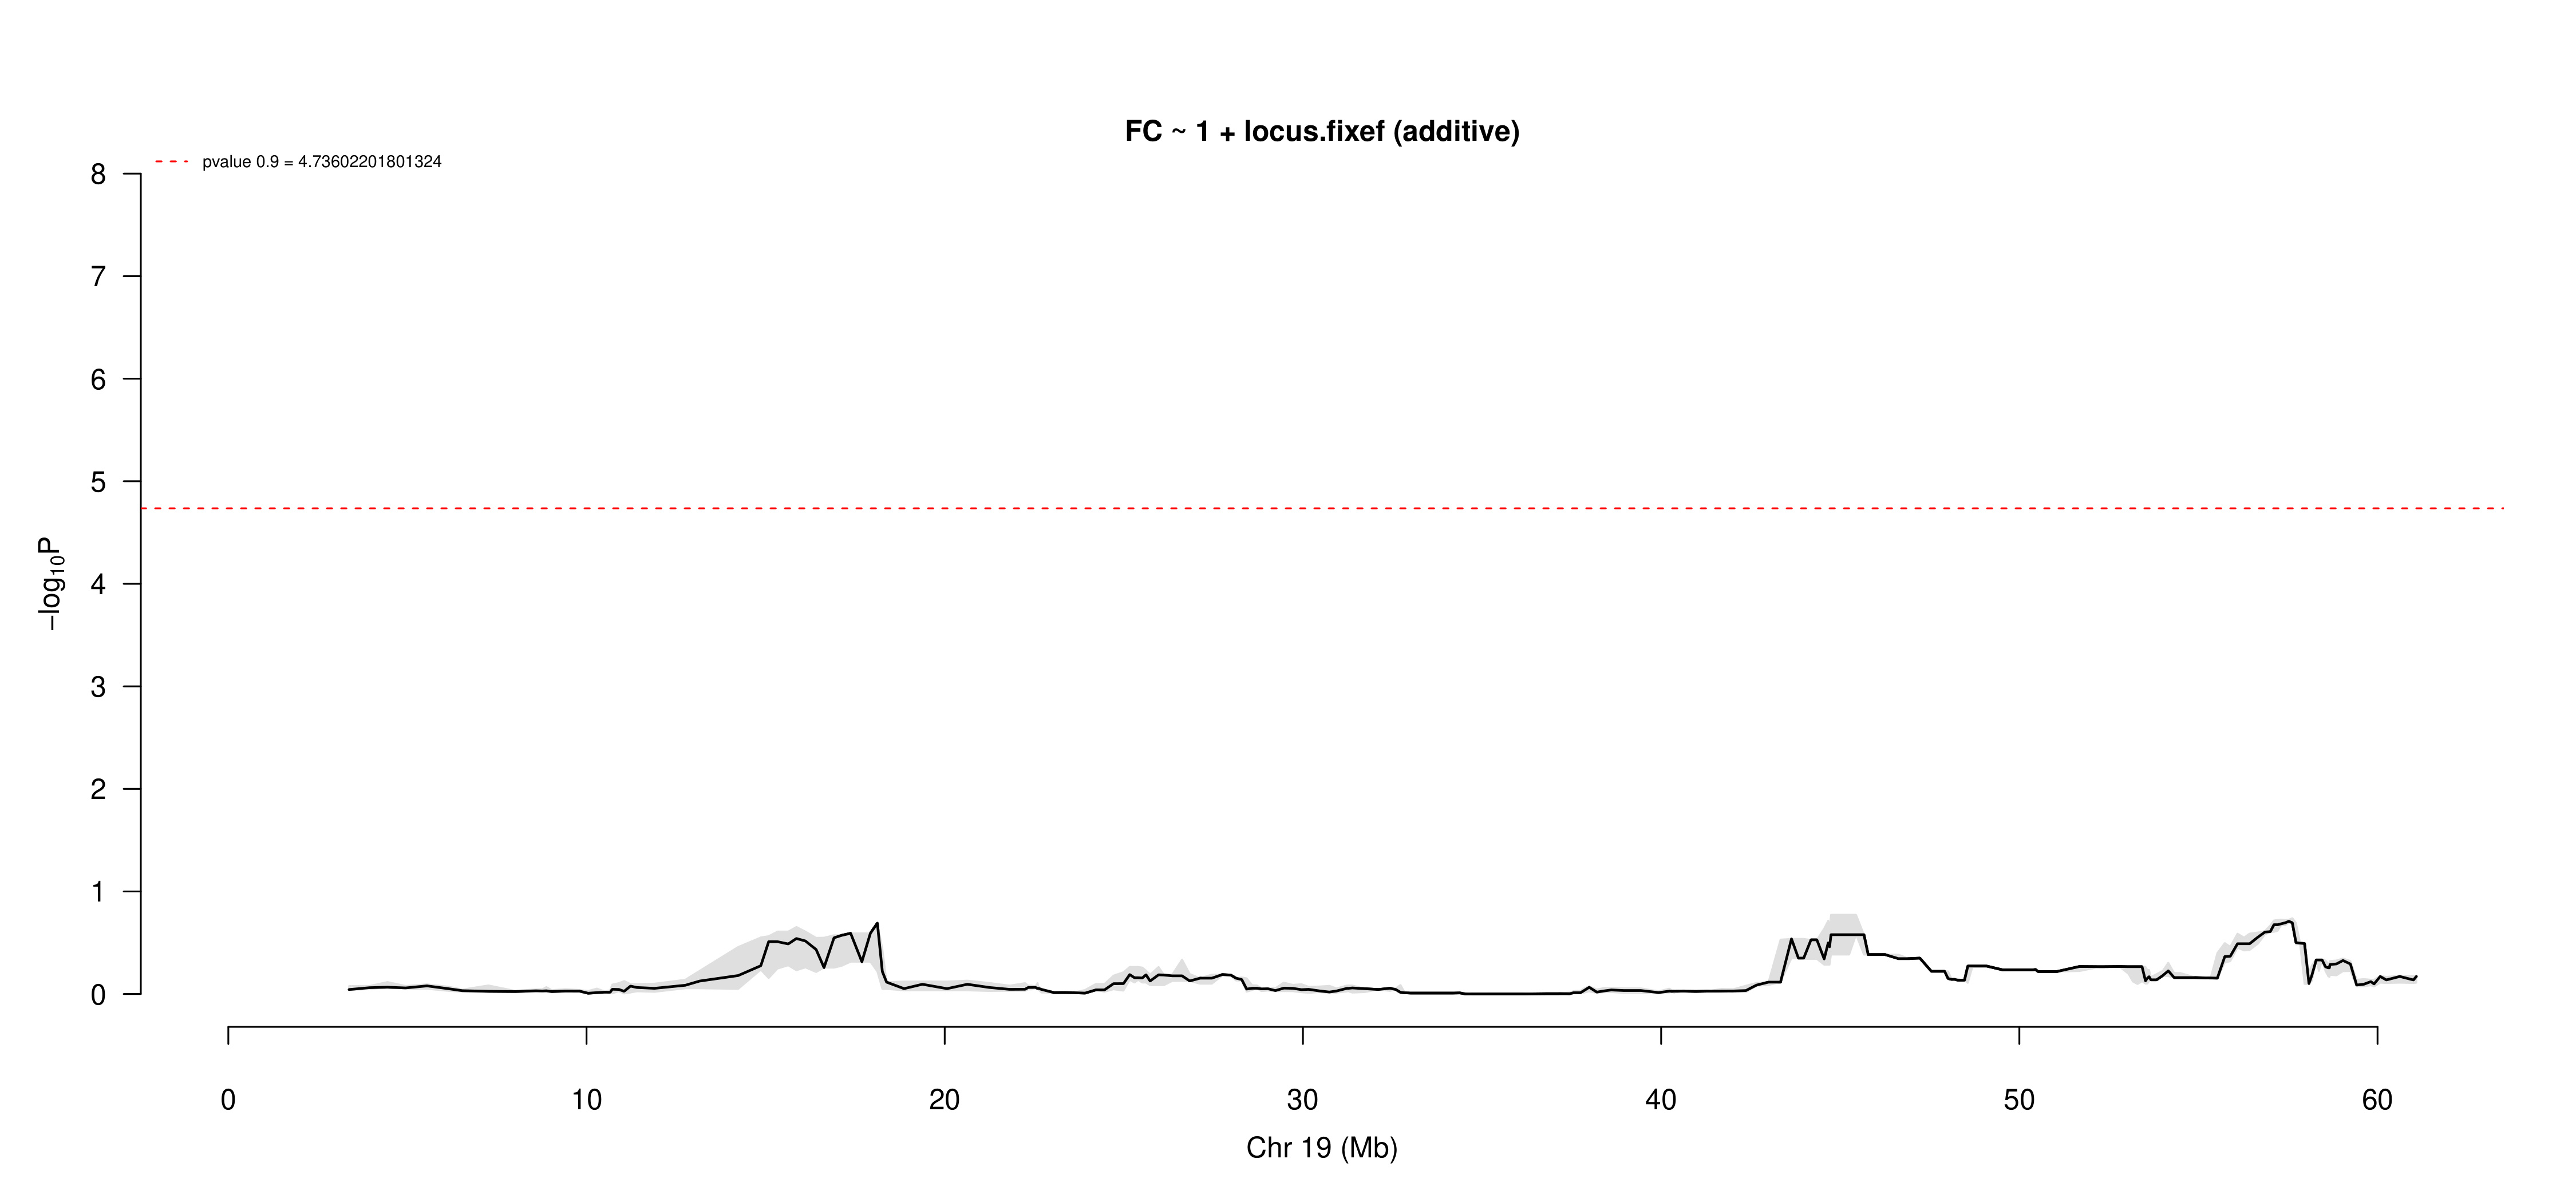 FC ~ 1 + locus.fixef (additive)
pvalue 0.9 = 4.73602201801324
8
7
6
5
4
3
2
1
0
−log10P
0 10 20 30 40 50 60
Chr 19 (Mb)